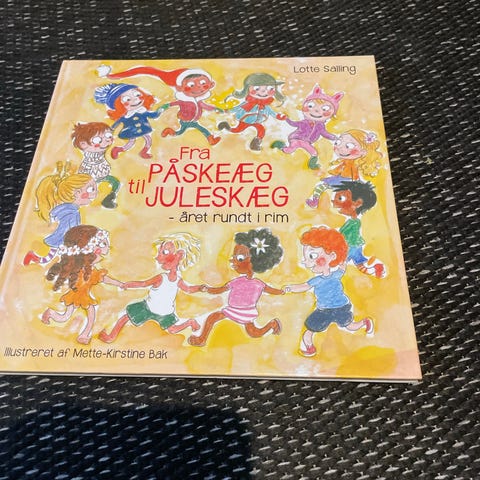 Lotte Salling
Fra
PÅSKEÆG
til JULESKÆG
- året rundt i rim
Illustreret af Mette-Kirstine Bak